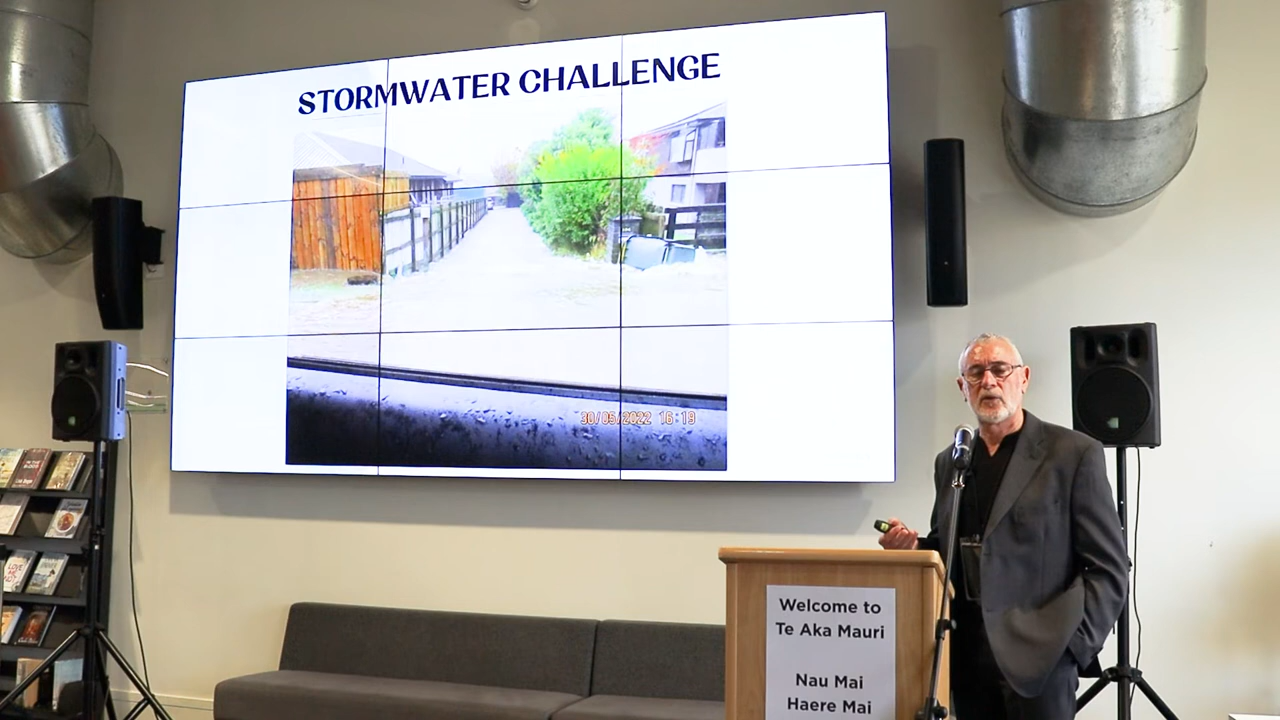 STORMWATER CHALLENGE
30/05/2022 16:19
Welcome to
Te Aka Mauri
Nau Mai
Haere Mai